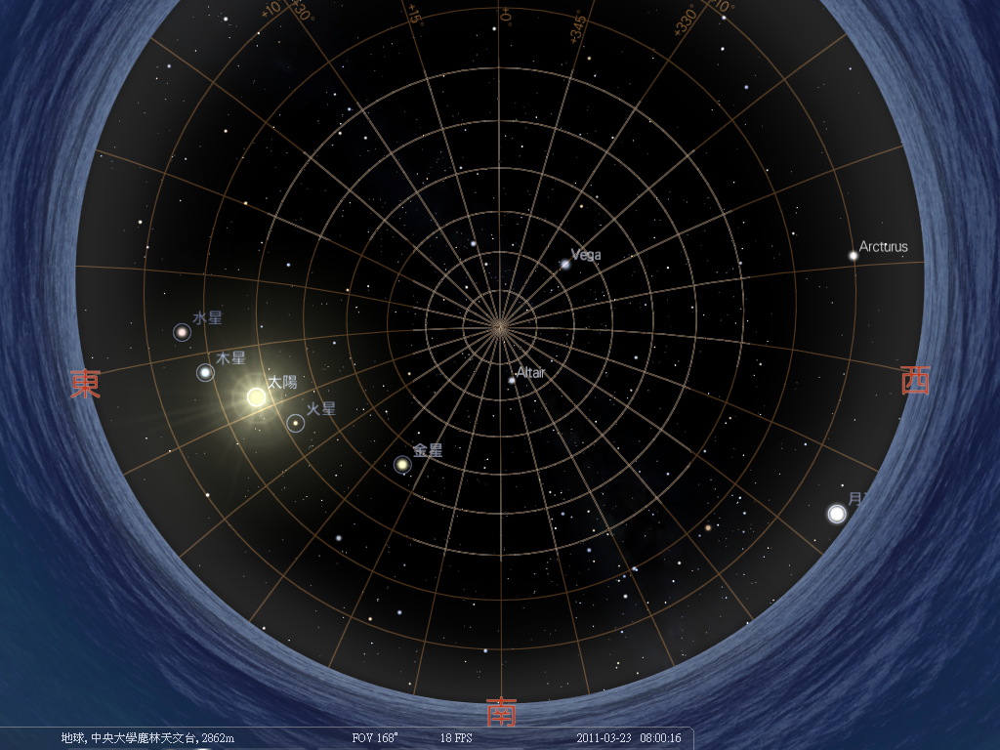 +10°
+30°
+15°
+0°
+345°
+330°
+10°
Arcturus
Vega
水星
木星
太陽
Altair
東
西
火星
金星
南
地球, 中央大學鹿林天文台, 2862m FOV 168° 18 FPS 2011-03-23 08:00:16